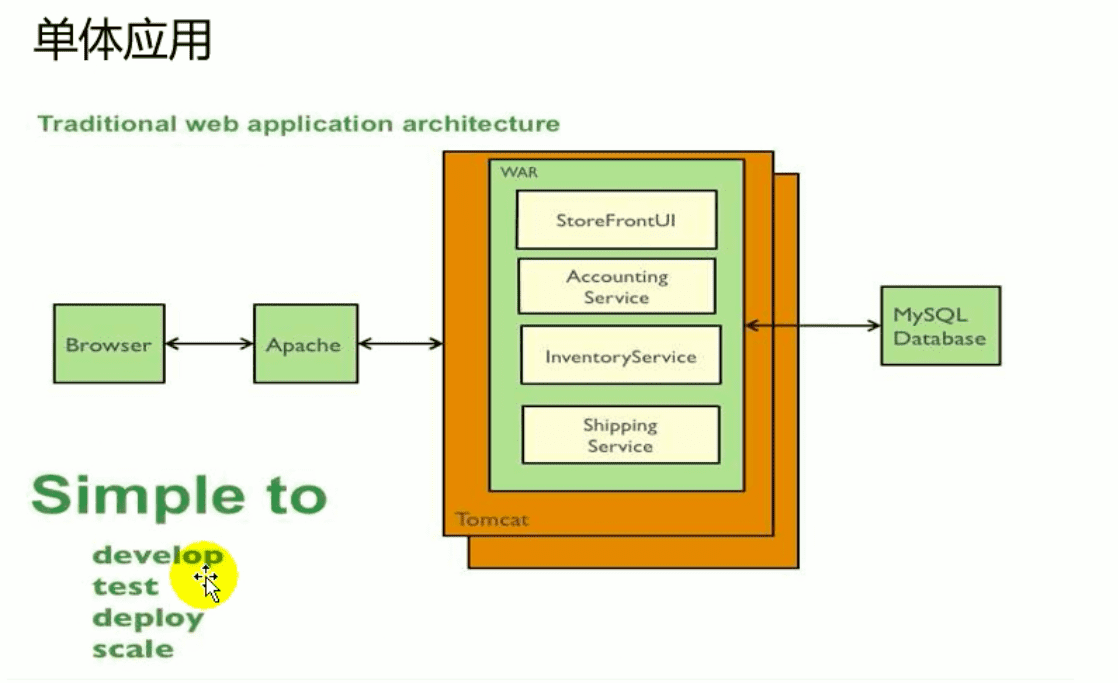 单体应用
Traditional web application architecture
WAR
StoreFrontUI
Accounting
Service
InventoryService
Shipping
Service
Tomcat
Browser
Apache
MySQL
Database
Simple to
develop
test
deploy
scale